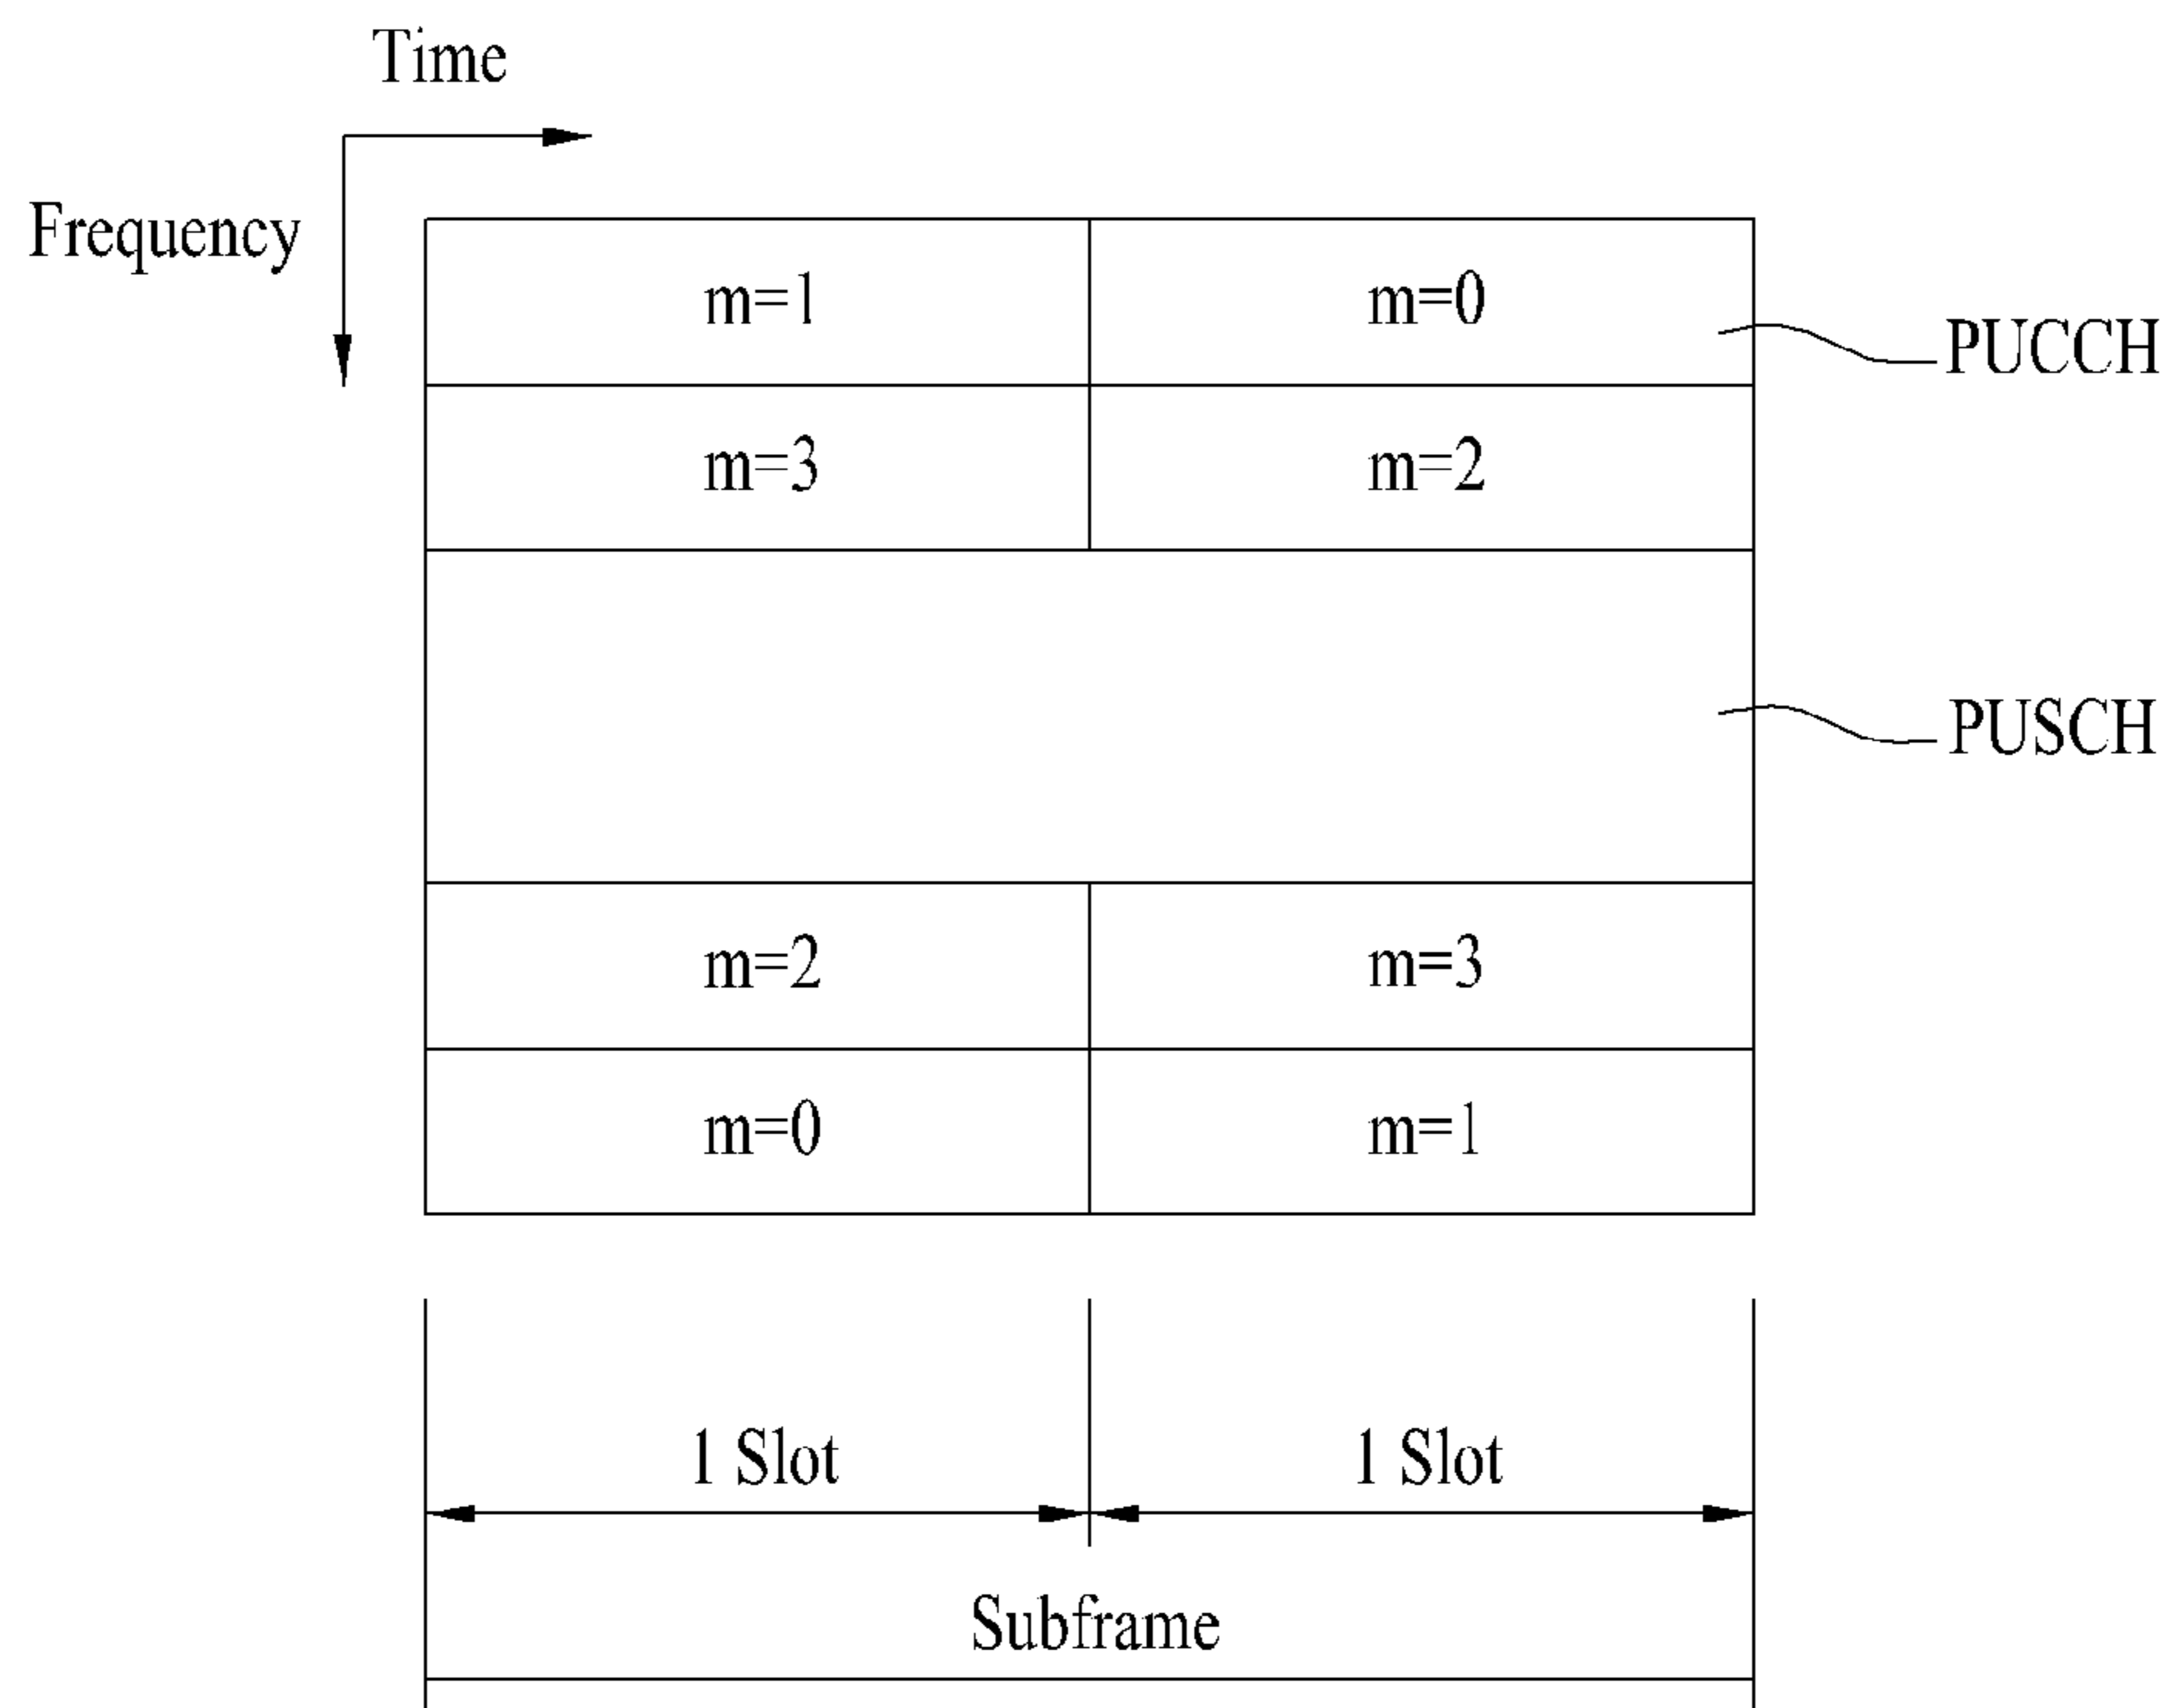 Time
Frequency
m=1 m=0
PUCCH
m=3 m=2
PUSCH
m=2 m=3
m=0 m=1
1 Slot 1 Slot
Subframe